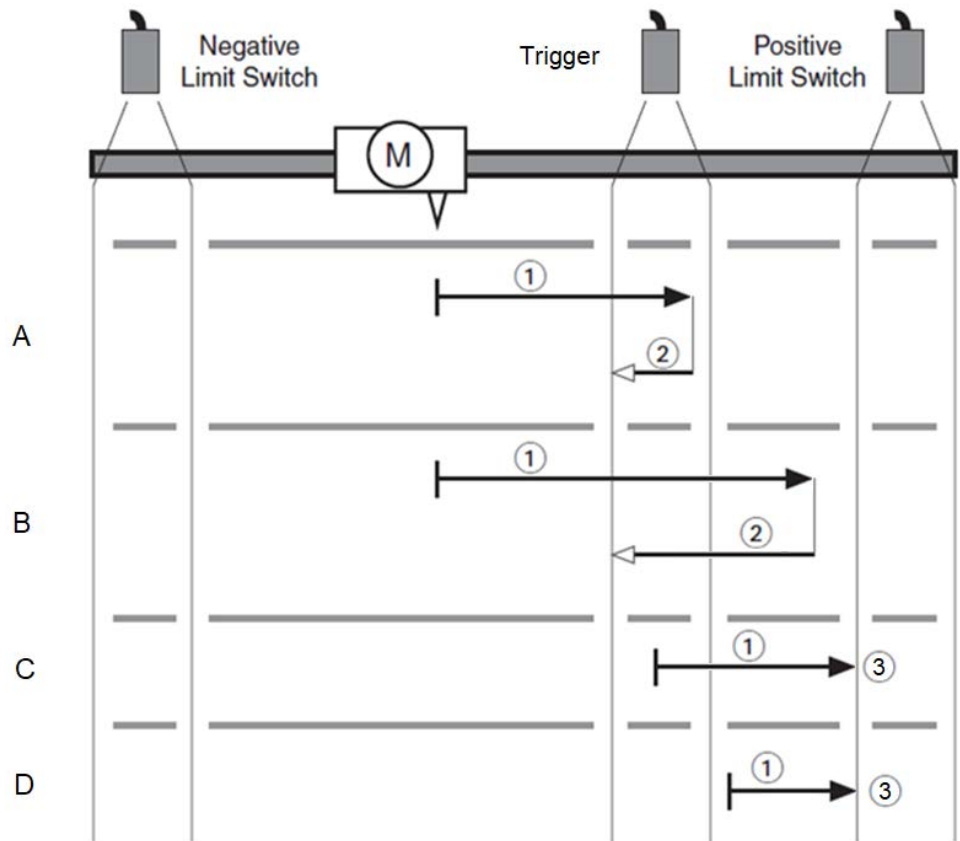 Negative
Limit Switch
Trigger
Positive
Limit Switch
M
1
A
2
1
B
2
C
1
3
D
1
3